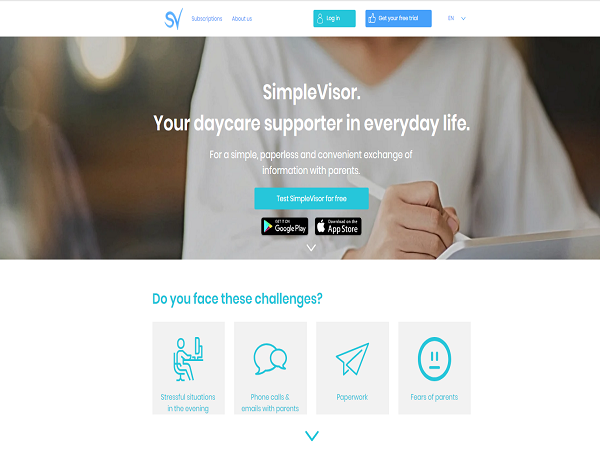 SV
Subscriptions
About us
Log in
Get your free trial
EN
SimpleVisor.
Your daycare supporter in everyday life.
For a simple, paperless and convenient exchange of
information with parents.
Test SimpleVisor for free
GET IT ON
Google Play
Download on the
App Store
Do you face these challenges?
Stressful situations
in the evening
Phone calls &
emails with parents
Paperwork
Fears of parents